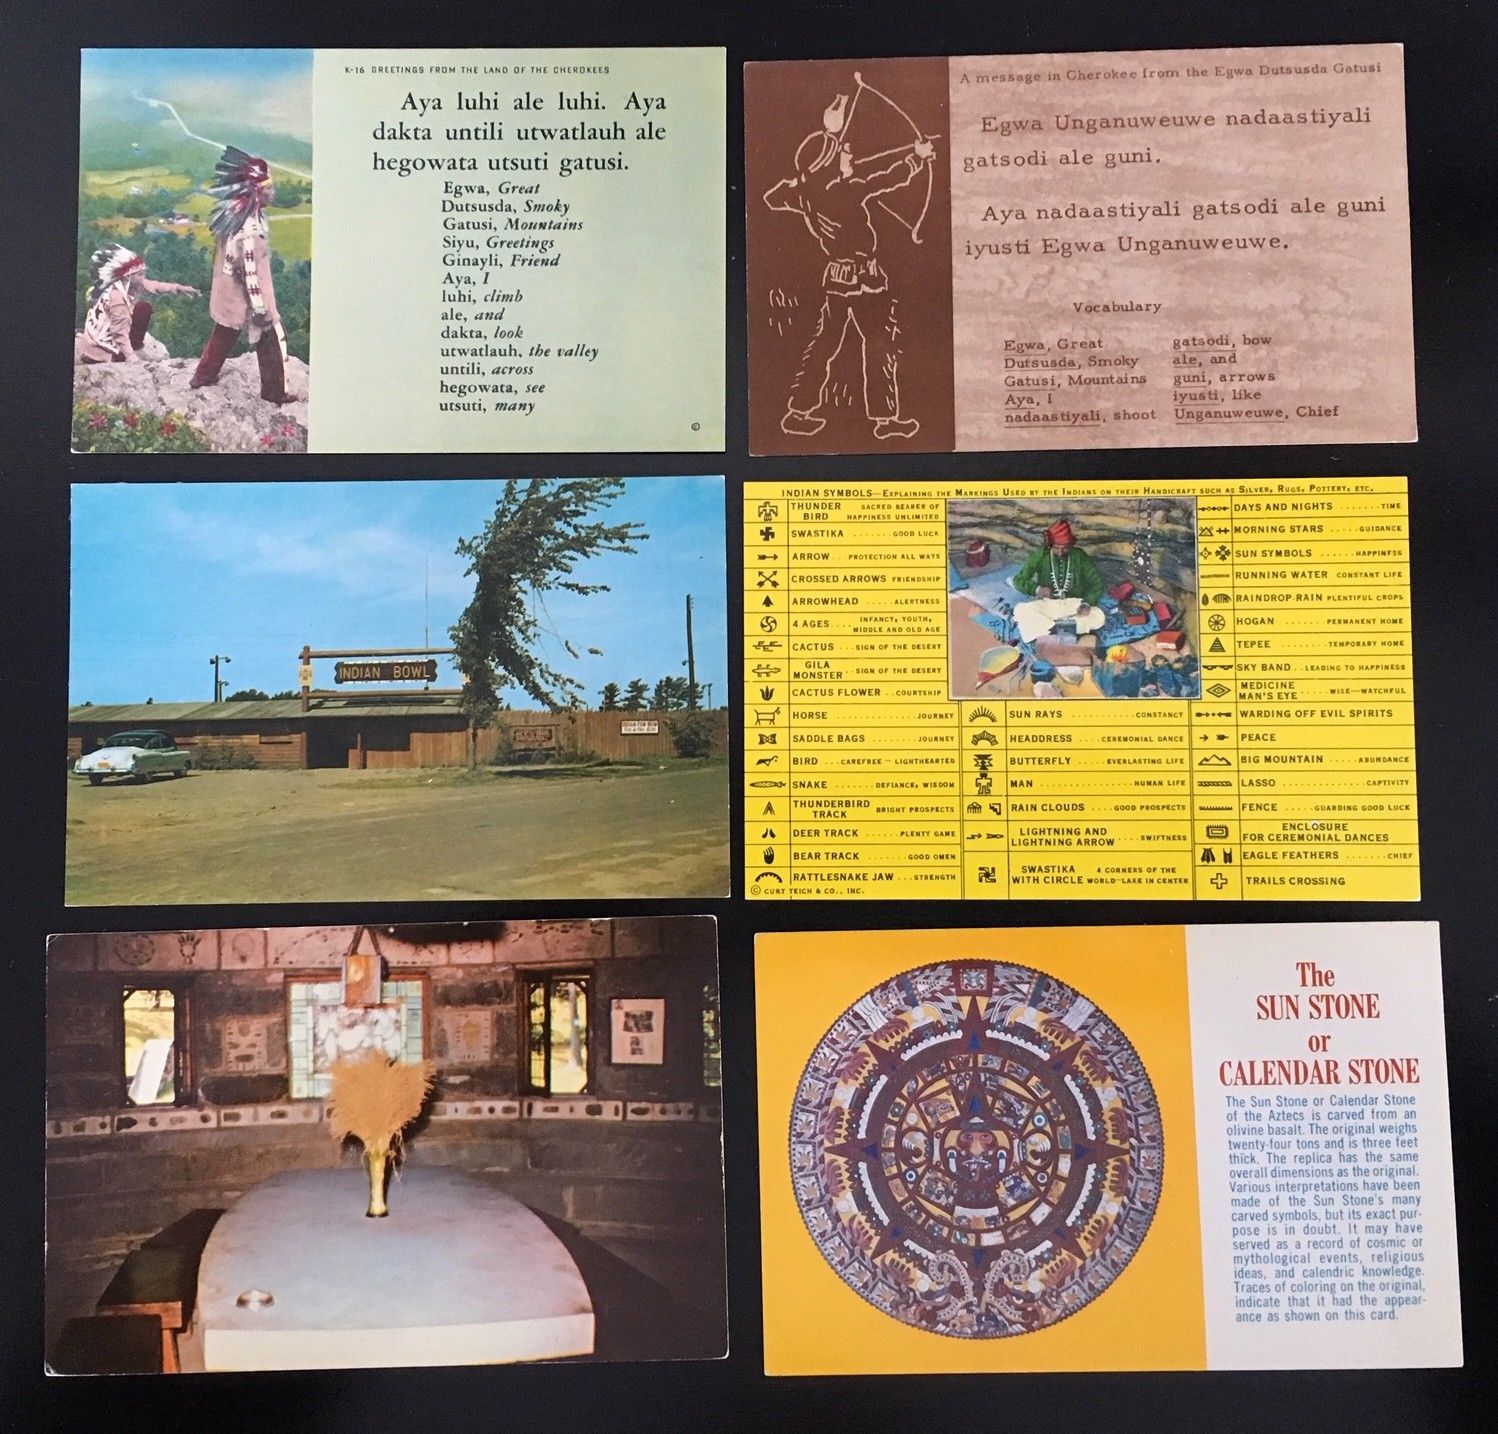 K-16 GREETINGS FROM THE LAND OF THE CHEROKEES
Aya luhi ale luhi. Aya
dakta untili utwatlauh ale
hegowata utsuti gatusi.
Egwa, Great
Dutsusda, Smoky
Gatusi, Mountains
Siyu, Greetings
Ginayli, Friend
Aya, I
luhi, climb
ale, and
dakta, look
utwatlauh, the valley
untili, across
hegowata, see
utsuti, many
©
A message in Cherokee from the Egwa Dutsusda Gatusi
Egwa Unganuweuwe nadaastiyali
gatsodi ale guni.
Aya nadaastiyali gatsodi ale guni
iyusti Egwa Unganuweuwe.
Vocabulary
Egwa, Great
Dutsusda, Smoky
Gatusi, Mountains
Aya, I
nadaastiyali, shoot
gatsodi, bow
ale, and
guni, arrows
iyusti, like
Unganuweuwe, Chief
INDIAN BOWL
INDIAN SYMBOLS—EXPLAINING THE MARKINGS USED BY THE INDIANS ON THEIR HANDICRAFT SUCH AS SILVER, RUGS, POTTERY, ETC.
THUNDER BIRD SACRED BEARER OF HAPPINESS UNLIMITED
SWASTIKA ....... GOOD LUCK
ARROW ... PROTECTION ALL WAYS
CROSSED ARROWS FRIENDSHIP
ARROWHEAD ..... ALERTNESS
4 AGES .... INFANCY, YOUTH, MIDDLE AND OLD AGE
CACTUS ... SIGN OF THE DESERT
GILA MONSTER .. SIGN OF THE DESERT
CACTUS FLOWER .. COURTSHIP
HORSE ............ JOURNEY
SADDLE BAGS ........ JOURNEY
BIRD ... CAREFREE — LIGHTHEARTED
SNAKE ....... DEFIANCE, WISDOM
THUNDERBIRD TRACK BRIGHT PROSPECTS
DEER TRACK ....... PLENTY GAME
BEAR TRACK ....... GOOD OMEN
RATTLESNAKE JAW ... STRENGTH
© CURT TEICH & CO., INC.
SUN RAYS .......... CONSTANCY
HEADDRESS .... CEREMONIAL DANCE
BUTTERFLY .... EVERLASTING LIFE
MAN ............ HUMAN LIFE
RAIN CLOUDS .... GOOD PROSPECTS
LIGHTNING AND LIGHTNING ARROW .... SWIFTNESS
SWASTIKA WITH CIRCLE 4 CORNERS OF THE WORLD—LAKE IN CENTER
DAYS AND NIGHTS ........ TIME
MORNING STARS ..... GUIDANCE
SUN SYMBOLS ...... HAPPINESS
RUNNING WATER CONSTANT LIFE
RAINDROP-RAIN PLENTIFUL CROPS
HOGAN ....... PERMANENT HOME
TEPEE ....... TEMPORARY HOME
SKY BAND .. LEADING TO HAPPINESS
MEDICINE MAN'S EYE ..... WISE—WATCHFUL
WARDING OFF EVIL SPIRITS
PEACE
BIG MOUNTAIN ..... ABUNDANCE
LASSO ............ CAPTIVITY
FENCE ..... GUARDING GOOD LUCK
ENCLOSURE FOR CEREMONIAL DANCES
EAGLE FEATHERS ....... CHIEF
TRAILS CROSSING
The
SUN STONE
or
CALENDAR STONE
The Sun Stone or Calendar Stone
of the Aztecs is carved from an
olivine basalt. The original weighs
twenty-four tons and is three feet
thick. The replica has the same
overall dimensions as the original.
Various interpretations have been
made of the Sun Stone's many
carved symbols, but its exact pur-
pose is in doubt. It may have
served as a record of cosmic or
mythological events, religious
ideas, and calendric knowledge.
Traces of coloring on the original,
indicate that it had the appear-
ance as shown on this card.